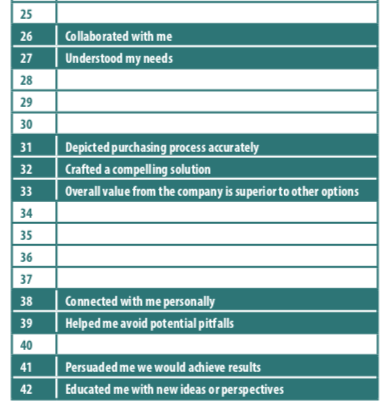 25
26 Collaborated with me
27 Understood my needs
28
29
30
31 Depicted purchasing process accurately
32 Crafted a compelling solution
33 Overall value from the company is superior to other options
34
35
36
37
38 Connected with me personally
39 Helped me avoid potential pitfalls
40
41 Persuaded me we would achieve results
42 Educated me with new ideas or perspectives